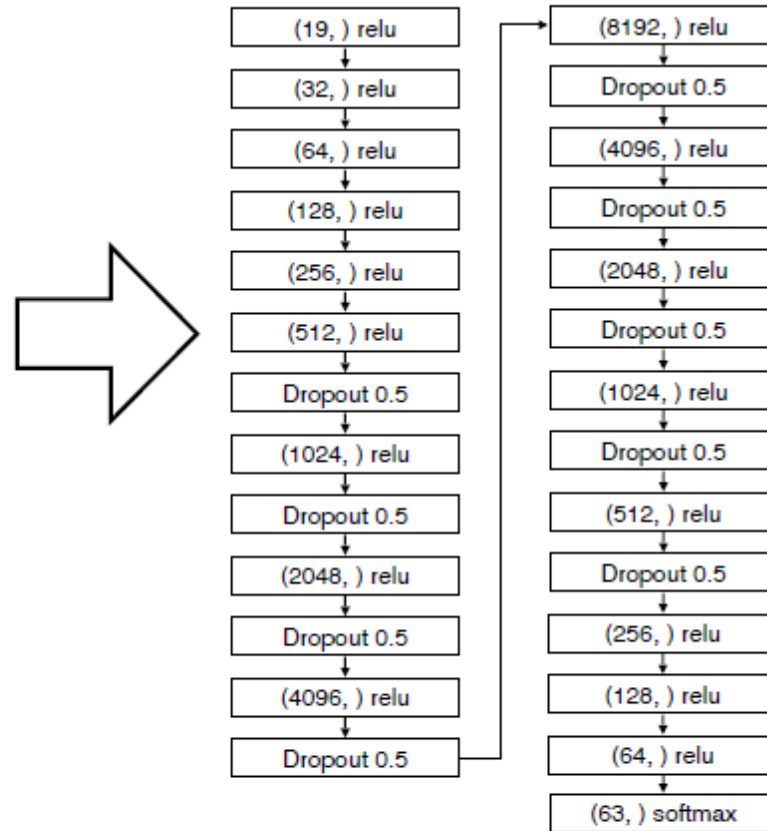 (19, ) relu
(32, ) relu
(64, ) relu
(128, ) relu
(256, ) relu
(512, ) relu
Dropout 0.5
(1024, ) relu
Dropout 0.5
(2048, ) relu
Dropout 0.5
(4096, ) relu
Dropout 0.5
(8192, ) relu
Dropout 0.5
(4096, ) relu
Dropout 0.5
(2048, ) relu
Dropout 0.5
(1024, ) relu
Dropout 0.5
(512, ) relu
Dropout 0.5
(256, ) relu
(128, ) relu
(64, ) relu
(63, ) softmax